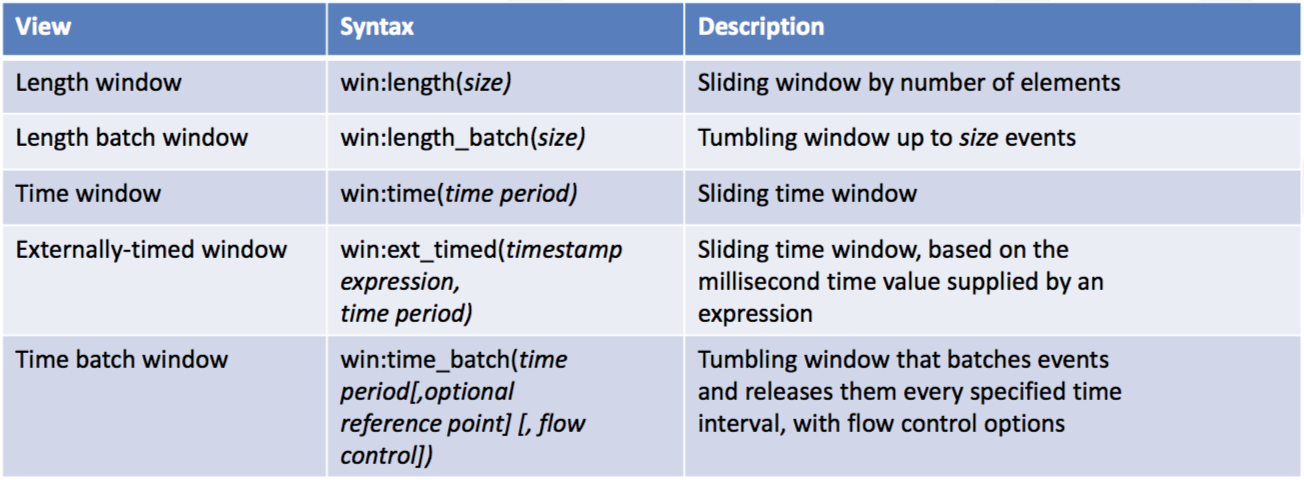 View Syntax Description
Length window win:length(size) Sliding window by number of elements
Length batch window win:length_batch(size) Tumbling window up to size events
Time window win:time(time period) Sliding time window
Externally-timed window win:ext_timed(timestamp Sliding time window, based on the
expression, millisecond time value supplied by an
time period) expression
Time batch window win:time_batch(time Tumbling window that batches events
period[,optional and releases them every specified time
reference point] [, flow interval, with flow control options
control])